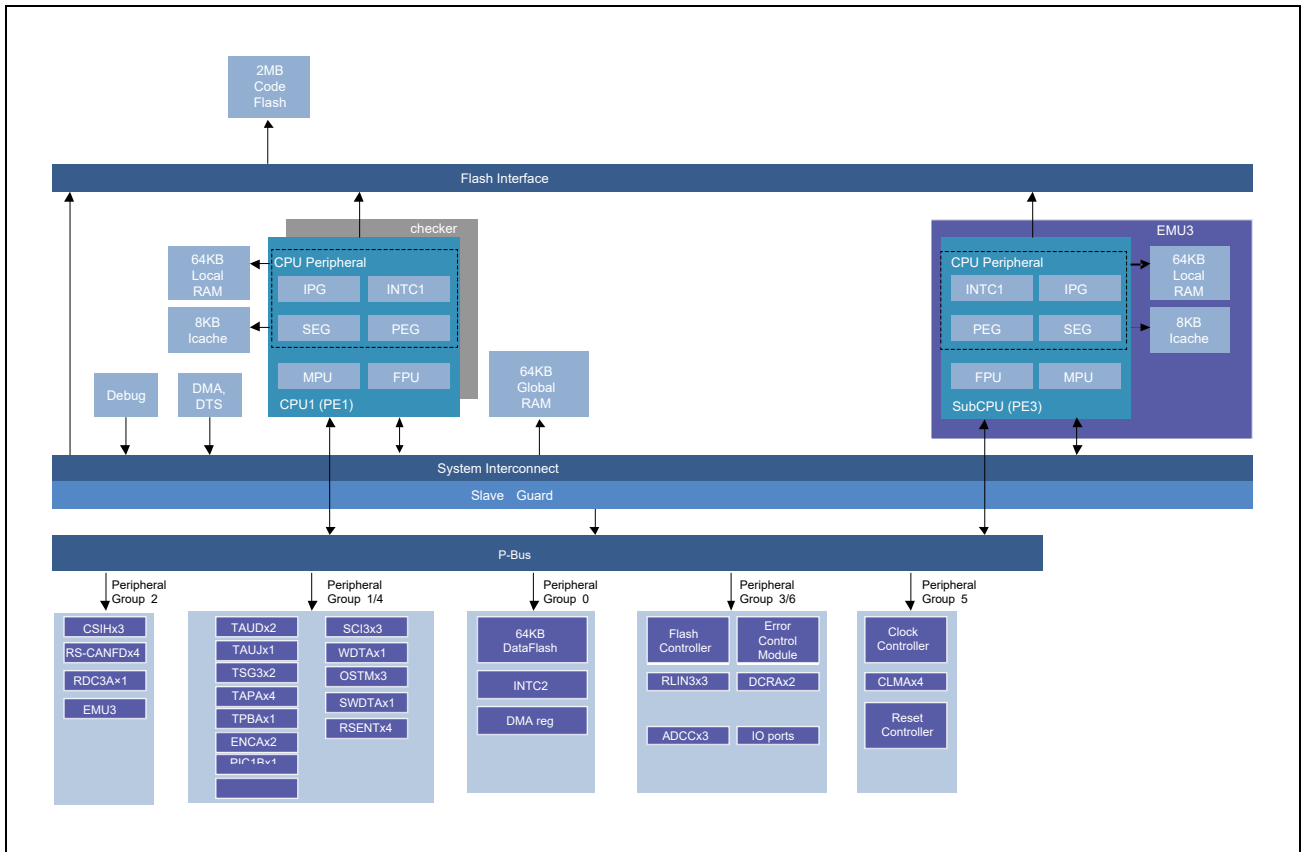 2MB
Code
Flash
Flash Interface
checker
CPU Peripheral
IPG
INTC1
SEG
PEG
MPU
FPU
CPU1 (PE1)
64KB
Local
RAM
8KB
Icache
Debug
DMA,
DTS
64KB
Global
RAM
EMU3
CPU Peripheral
INTC1
IPG
PEG
SEG
FPU
MPU
SubCPU (PE3)
64KB
Local
RAM
8KB
Icache
System Interconnect
Slave Guard
P-Bus
Peripheral
Group 2
CSIHx3
RS-CANFDx4
RDC3A×1
EMU3
Peripheral
Group 1/4
TAUDx2
TAUJx1
TSG3x2
TAPAx4
TPBAx1
ENCAx2
PIC1Bx1
SCI3x3
WDTAx1
OSTMx3
SWDTAx1
RSENTx4
Peripheral
Group 0
64KB
DataFlash
INTC2
DMA reg
Peripheral
Group 3/6
Flash
Controller
Error
Control
Module
RLIN3x3
DCRAx2
ADCCx3
IO ports
Peripheral
Group 5
Clock
Controller
CLMAx4
Reset
Controller